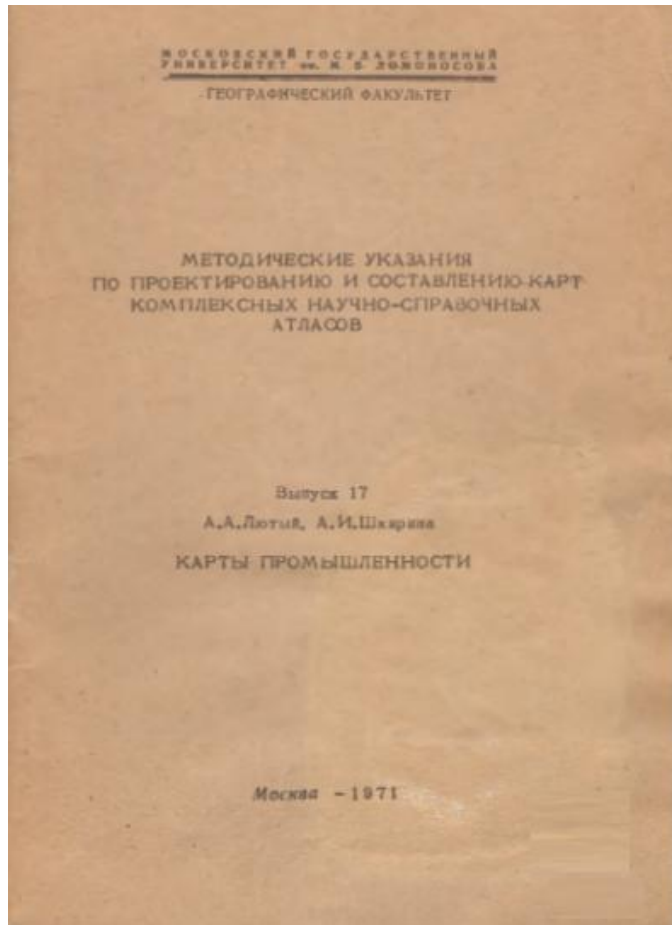 МОСКОВСКИЙ ГОСУДАРСТВЕННЫЙ
УНИВЕРСИТЕТ им. М. В. ЛОМОНОСОВА
ГЕОГРАФИЧЕСКИЙ ФАКУЛЬТЕТ
МЕТОДИЧЕСКИЕ УКАЗАНИЯ
ПО ПРОЕКТИРОВАНИЮ И СОСТАВЛЕНИЮ КАРТ
КОМПЛЕКСНЫХ НАУЧНО-СПРАВОЧНЫХ
АТЛАСОВ
Выпуск 17
А.А.Лютый, А.И.Шкарина
КАРТЫ ПРОМЫШЛЕННОСТИ
Москва - 1971